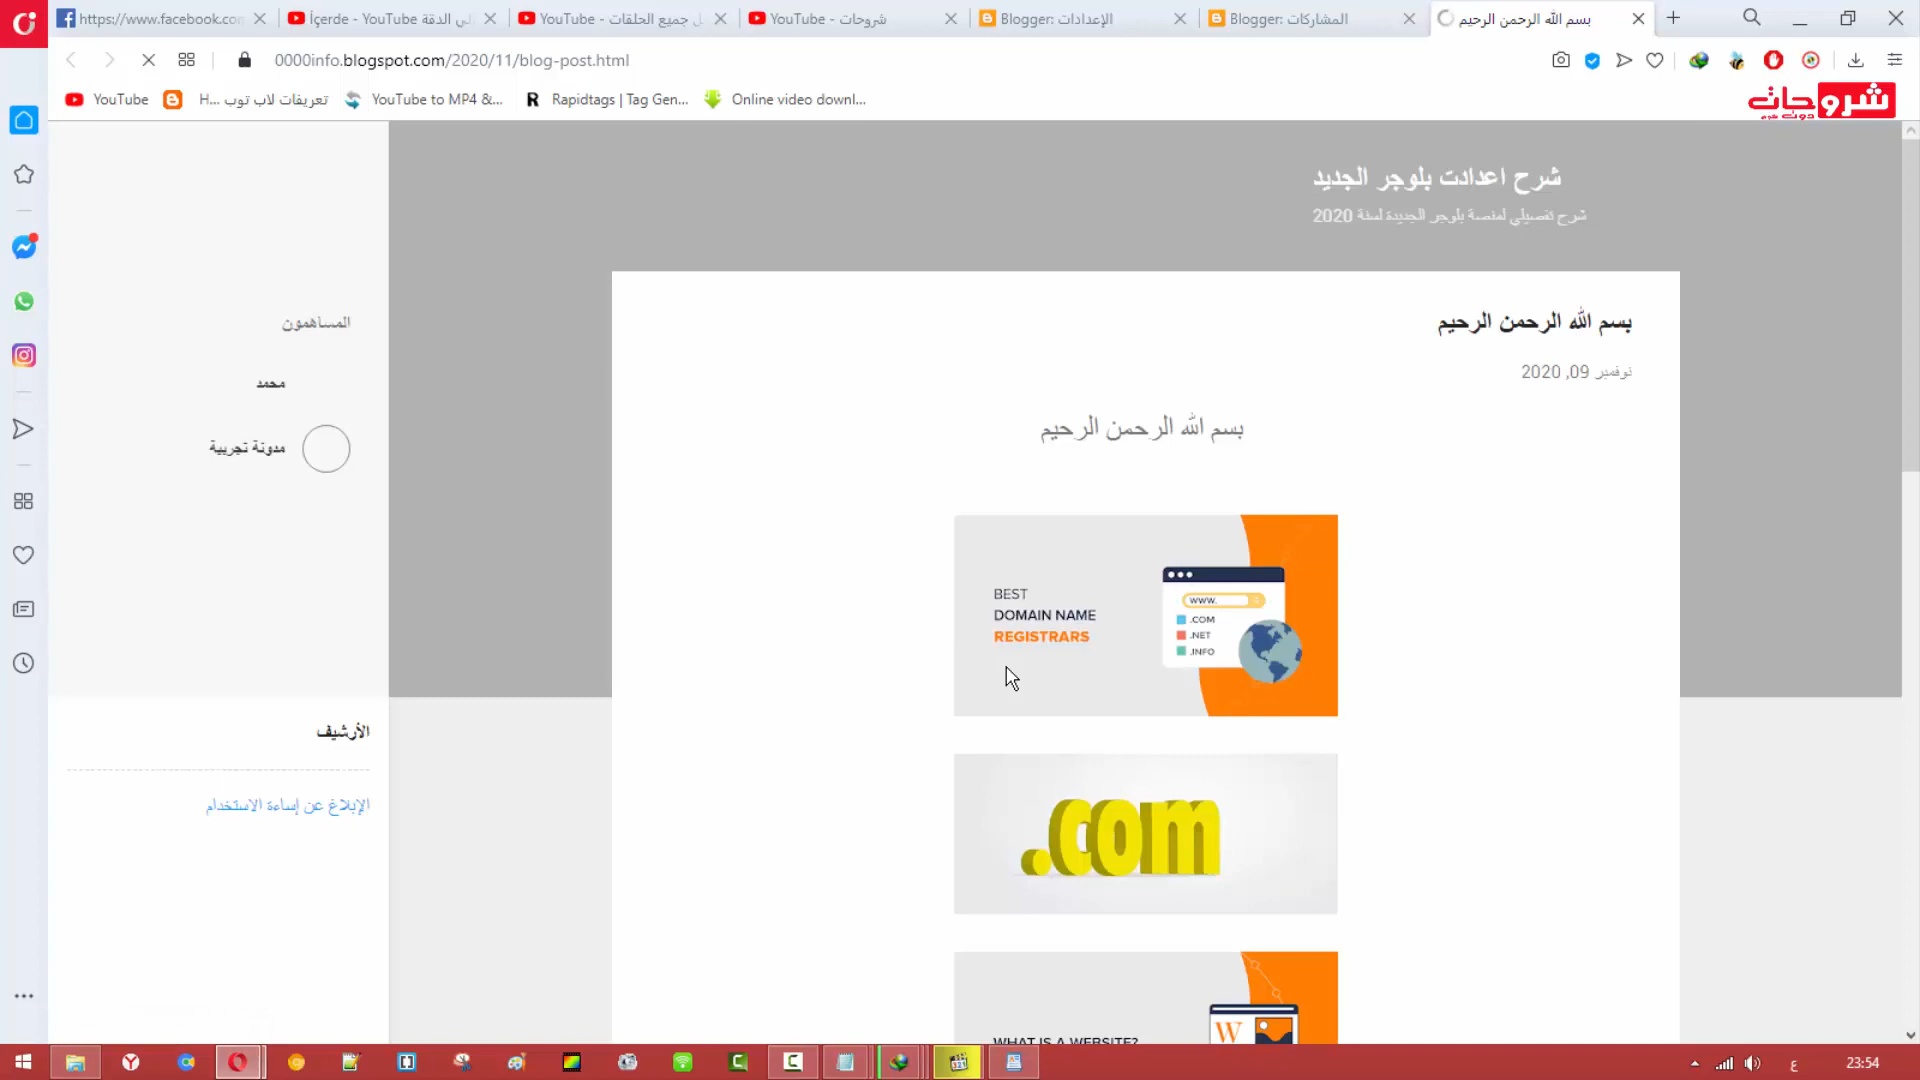 https://www.facebook.com
İçerde - YouTube
YouTube - ل جميع الحلقات
YouTube - شروحات
Blogger: الإعدادات
Blogger: المشاركات
بسم الله الرحمن الرحيم
0000info.blogspot.com/2020/11/blog-post.html
YouTube
تعريفات لاب توب ...H
YouTube to MP4 &...
Rapidtags | Tag Gen...
Online video downl...
شروحات
شرح اعدادت بلوجر الجديد
شرح تفصيلي لمنصة بلوجر الجديدة لسنة 2020
بسم الله الرحمن الرحيم
نوفمبر 09, 2020
بسم الله الرحمن الرحيم
المساهمون
محمد
مدونة تجريبية
الأرشيف
الإبلاغ عن إساءة الاستخدام
BEST
DOMAIN NAME
REGISTRARS
www.
.COM
.NET
.INFO
.com
WHAT IS A WEBSITE?
W
ع
23:54